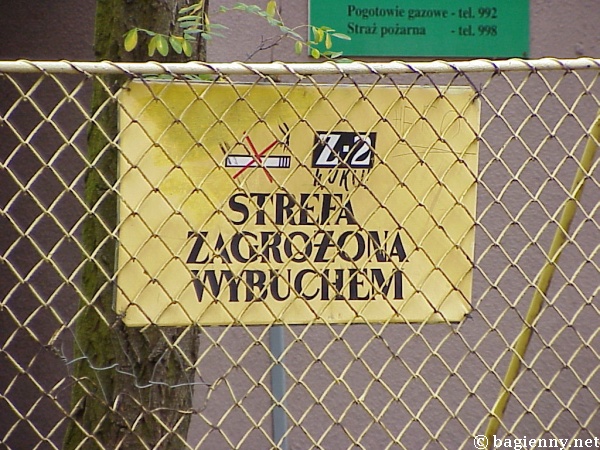 Pogotowie gazowe - tel. 992
Straż pożarna - tel. 998
Z-2
STREFA
ZAGROŻONA
WYBUCHEM
© bagienny.net